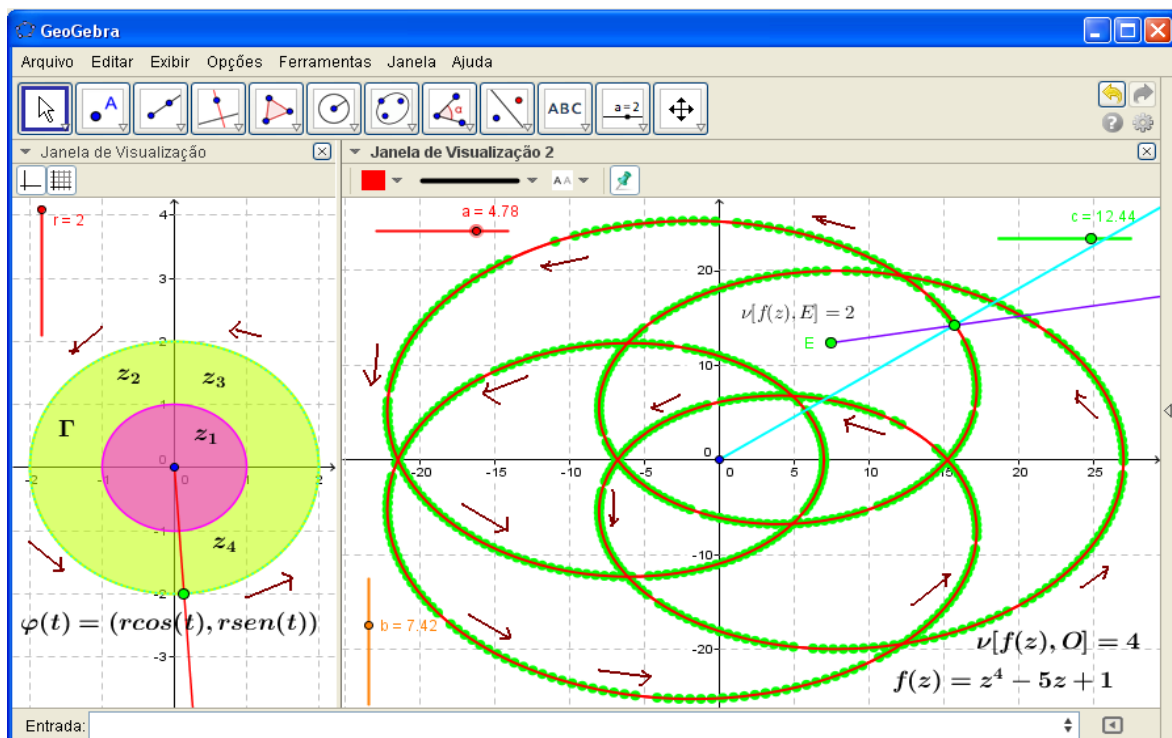 GeoGebra
Arquivo Editar Exibir Opções Ferramentas Janela Ajuda
A α ABC a = 2
Janela de Visualização
Janela de Visualização 2
A A
r = 2
4
3
2
1
0
-2 -1 0 1 2
-1
-2
-3
z₂ z₃
Γ z₁
z₄
φ(t) = (rcos(t), rsen(t))
a = 4.78
c = 12.44
20
10
0
-10
-20
-20 -15 -10 -5 0 5 10 15 20 25
ν[f(z), E] = 2
E
b = 7.42
ν[f(z), O] = 4
f(z) = z⁴ − 5z + 1
Entrada: